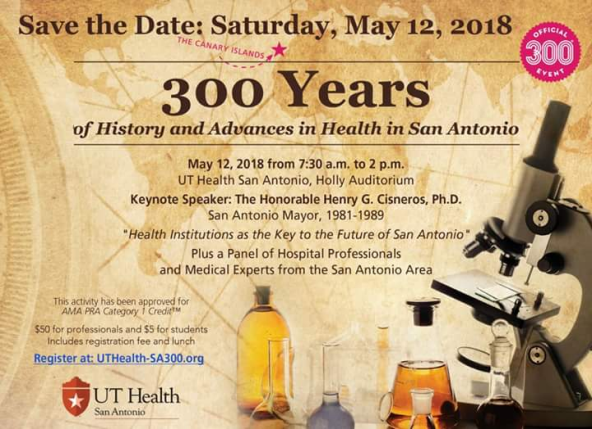 Save the Date: Saturday, May 12, 2018
THE CANARY ISLANDS
OFFICIAL
300
EVENT
300 Years
of History and Advances in Health in San Antonio
May 12, 2018 from 7:30 a.m. to 2 p.m.
UT Health San Antonio, Holly Auditorium
Keynote Speaker: The Honorable Henry G. Cisneros, Ph.D.
San Antonio Mayor, 1981-1989
"Health Institutions as the Key to the Future of San Antonio"
Plus a Panel of Hospital Professionals
and Medical Experts from the San Antonio Area
This activity has been approved for
AMA PRA Category 1 Credit™
$50 for professionals and $5 for students
Includes registration fee and lunch
Register at: UTHealth-SA300.org
UT Health
San Antonio